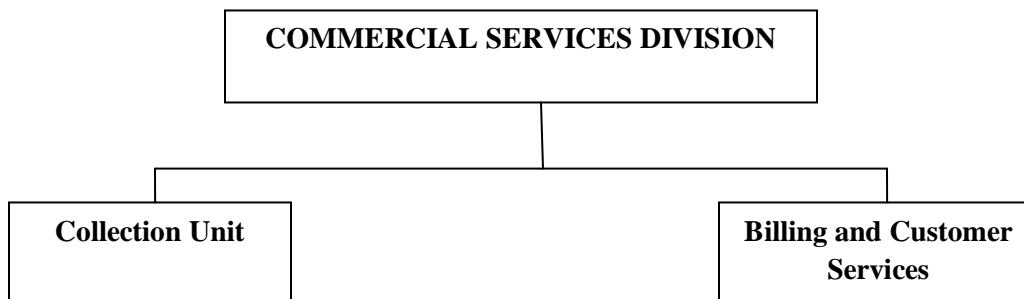 COMMERCIAL SERVICES DIVISION
Collection Unit
Billing and Customer
Services